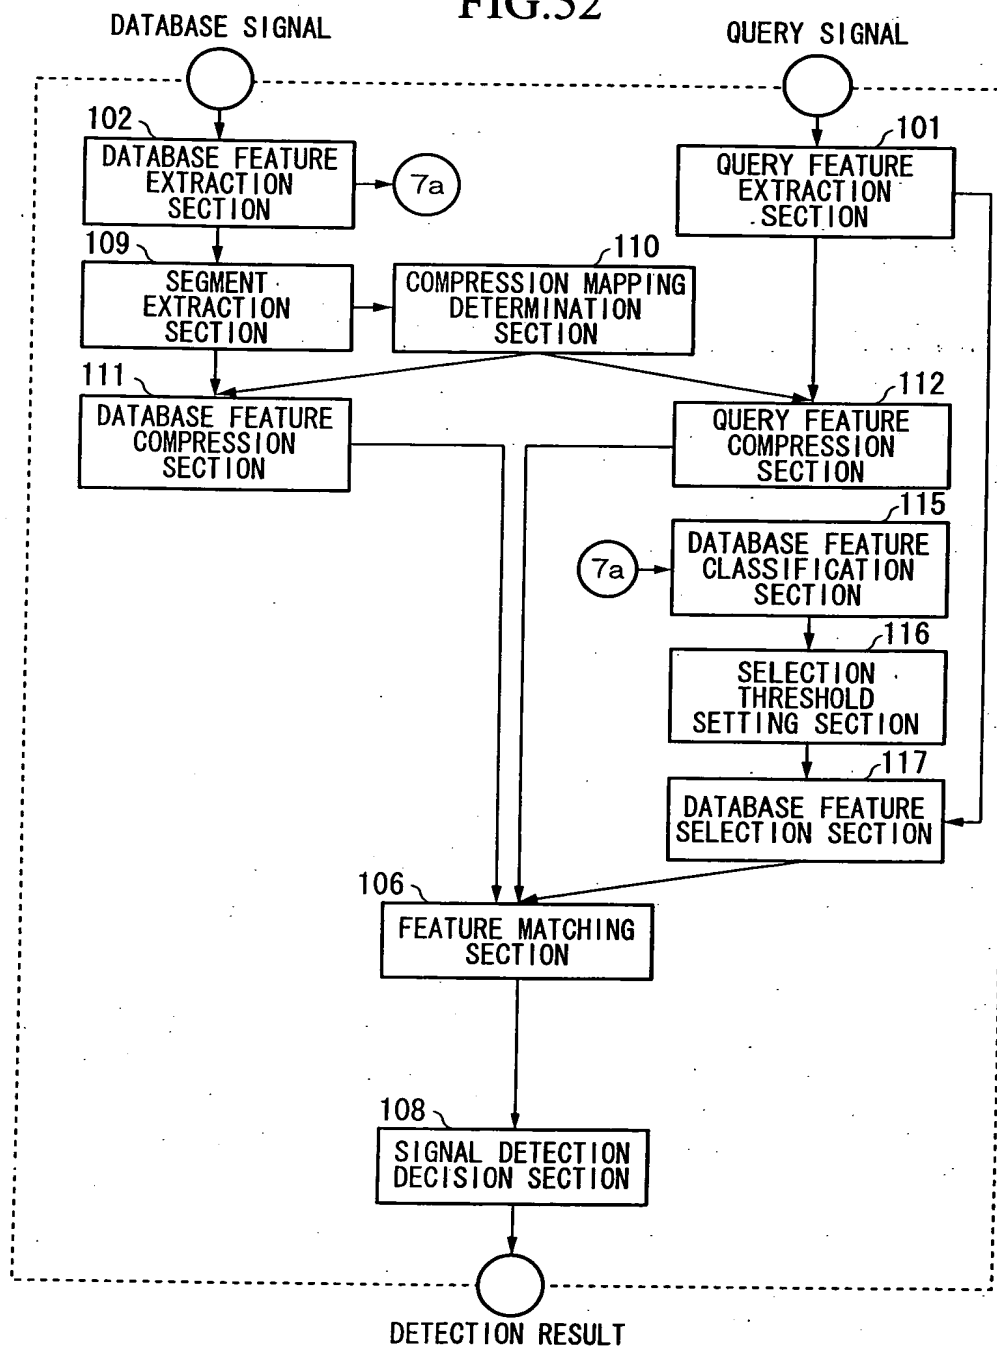 FIG.52
DATABASE SIGNAL
QUERY SIGNAL
102
DATABASE FEATURE
EXTRACTION
SECTION
7a
101
QUERY FEATURE
EXTRACTION
SECTION
109
SEGMENT
EXTRACTION
SECTION
110
COMPRESSION MAPPING
DETERMINATION
SECTION
111
DATABASE FEATURE
COMPRESSION
SECTION
112
QUERY FEATURE
COMPRESSION
SECTION
115
7a
DATABASE FEATURE
CLASSIFICATION
SECTION
116
SELECTION
THRESHOLD
SETTING SECTION
117
DATABASE FEATURE
SELECTION SECTION
106
FEATURE MATCHING
SECTION
108
SIGNAL DETECTION
DECISION SECTION
DETECTION RESULT